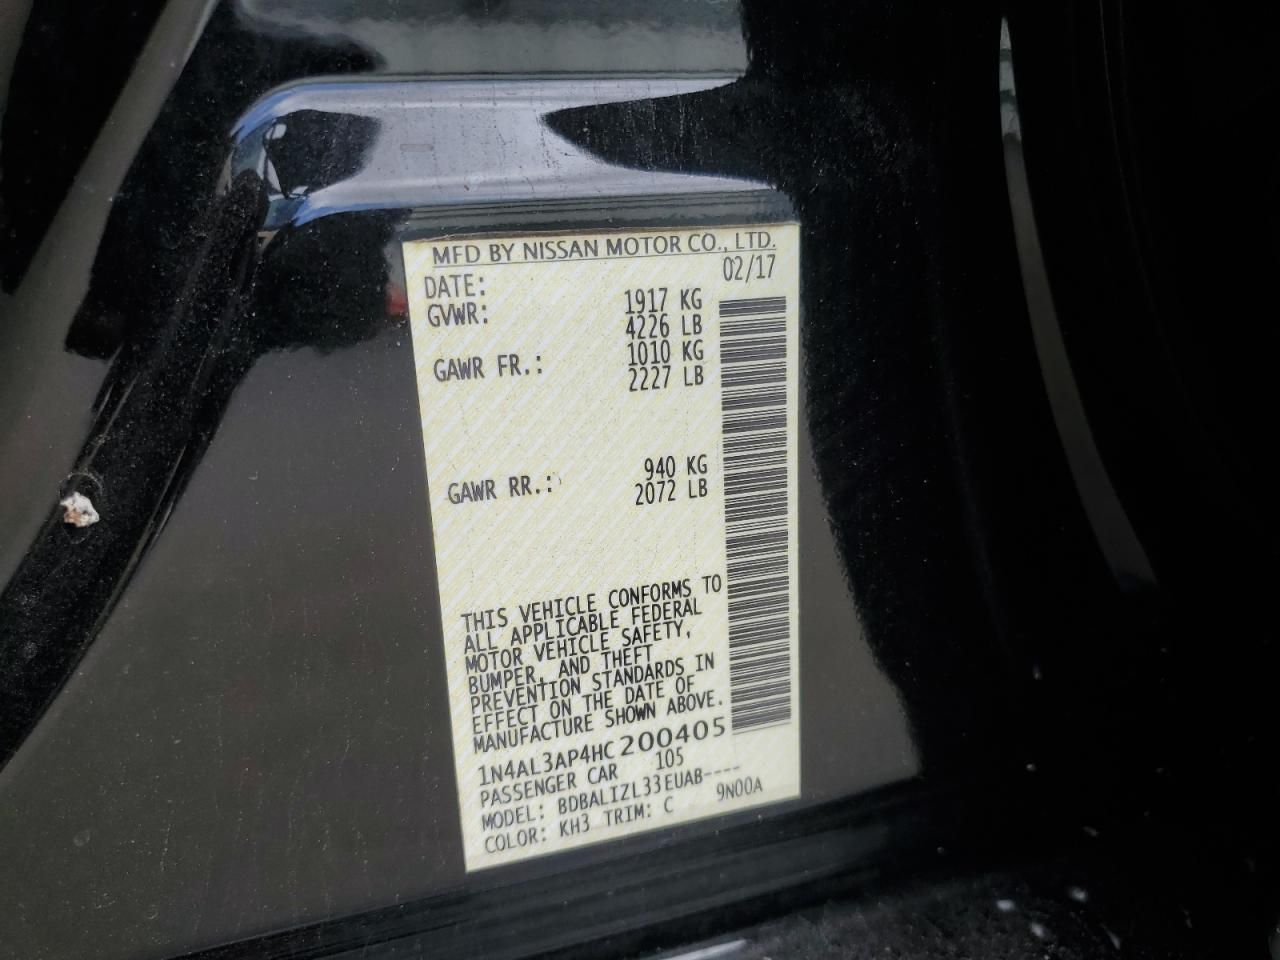 MFD BY NISSAN MOTOR CO., LTD.
DATE: 02/17
GVWR: 1917 KG
4226 LB
GAWR FR.: 1010 KG
2227 LB
GAWR RR.: 940 KG
2072 LB
THIS VEHICLE CONFORMS TO
ALL APPLICABLE FEDERAL
MOTOR VEHICLE SAFETY,
BUMPER, AND THEFT
PREVENTION STANDARDS IN
EFFECT ON THE DATE OF
MANUFACTURE SHOWN ABOVE.
1N4AL3AP4HC200405
PASSENGER CAR 105
MODEL: BDBALIZL33EUAB----
COLOR: KH3 TRIM: C 9N00A